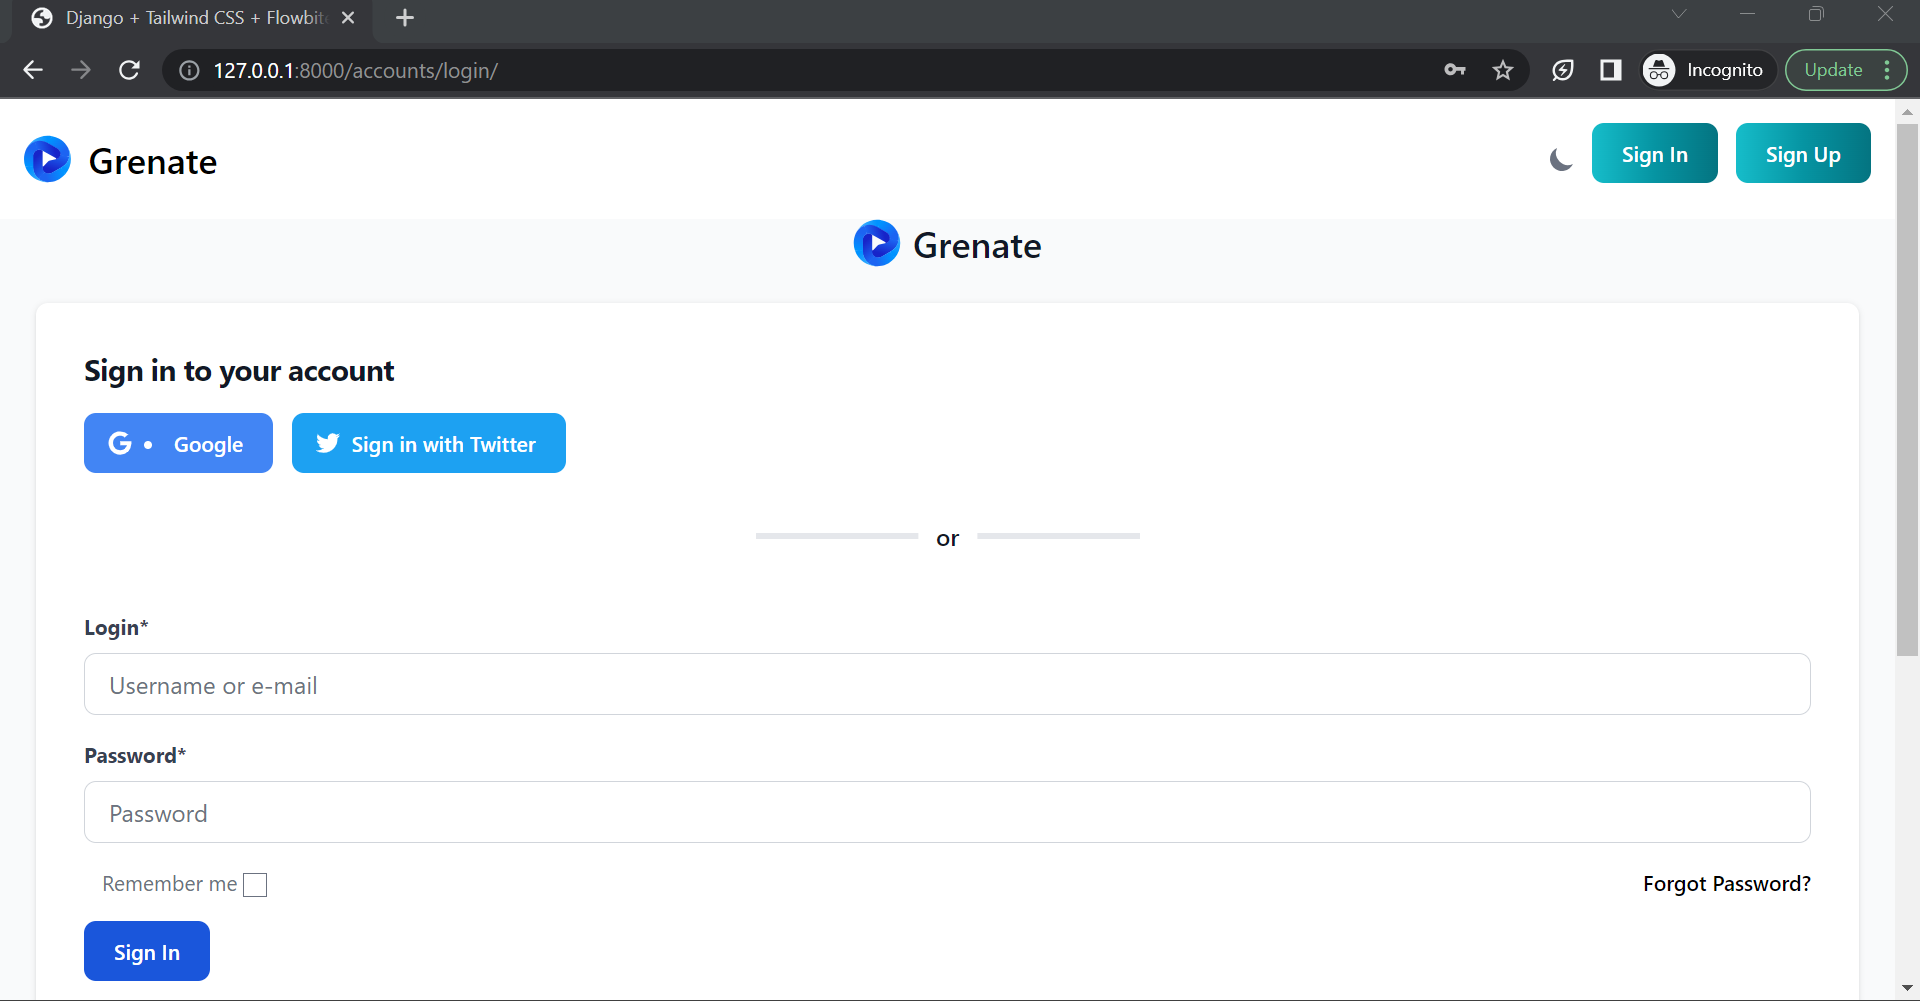 Django + Tailwind CSS + Flowbit
127.0.0.1:8000/accounts/login/
Incognito
Update
Grenate
Sign In
Sign Up
Grenate
Sign in to your account
G • Google
Sign in with Twitter
or
Login*
Username or e-mail
Password*
Password
Remember me
Forgot Password?
Sign In